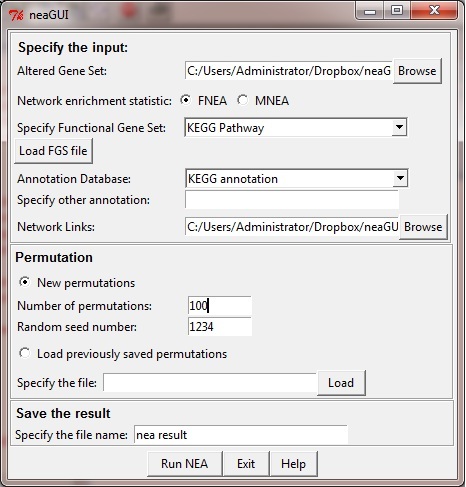 neaGUI
Specify the input:
Altered Gene Set: C:/Users/Administrator/Dropbox/neaG Browse
Network enrichment statistic: FNEA MNEA
Specify Functional Gene Set: KEGG Pathway
Load FGS file
Annotation Database: KEGG annotation
Specify other annotation:
Network Links: C:/Users/Administrator/Dropbox/neaGU Browse
Permutation
New permutations
Number of permutations: 100
Random seed number: 1234
Load previously saved permutations
Specify the file: Load
Save the result
Specify the file name: nea result
Run NEA Exit Help